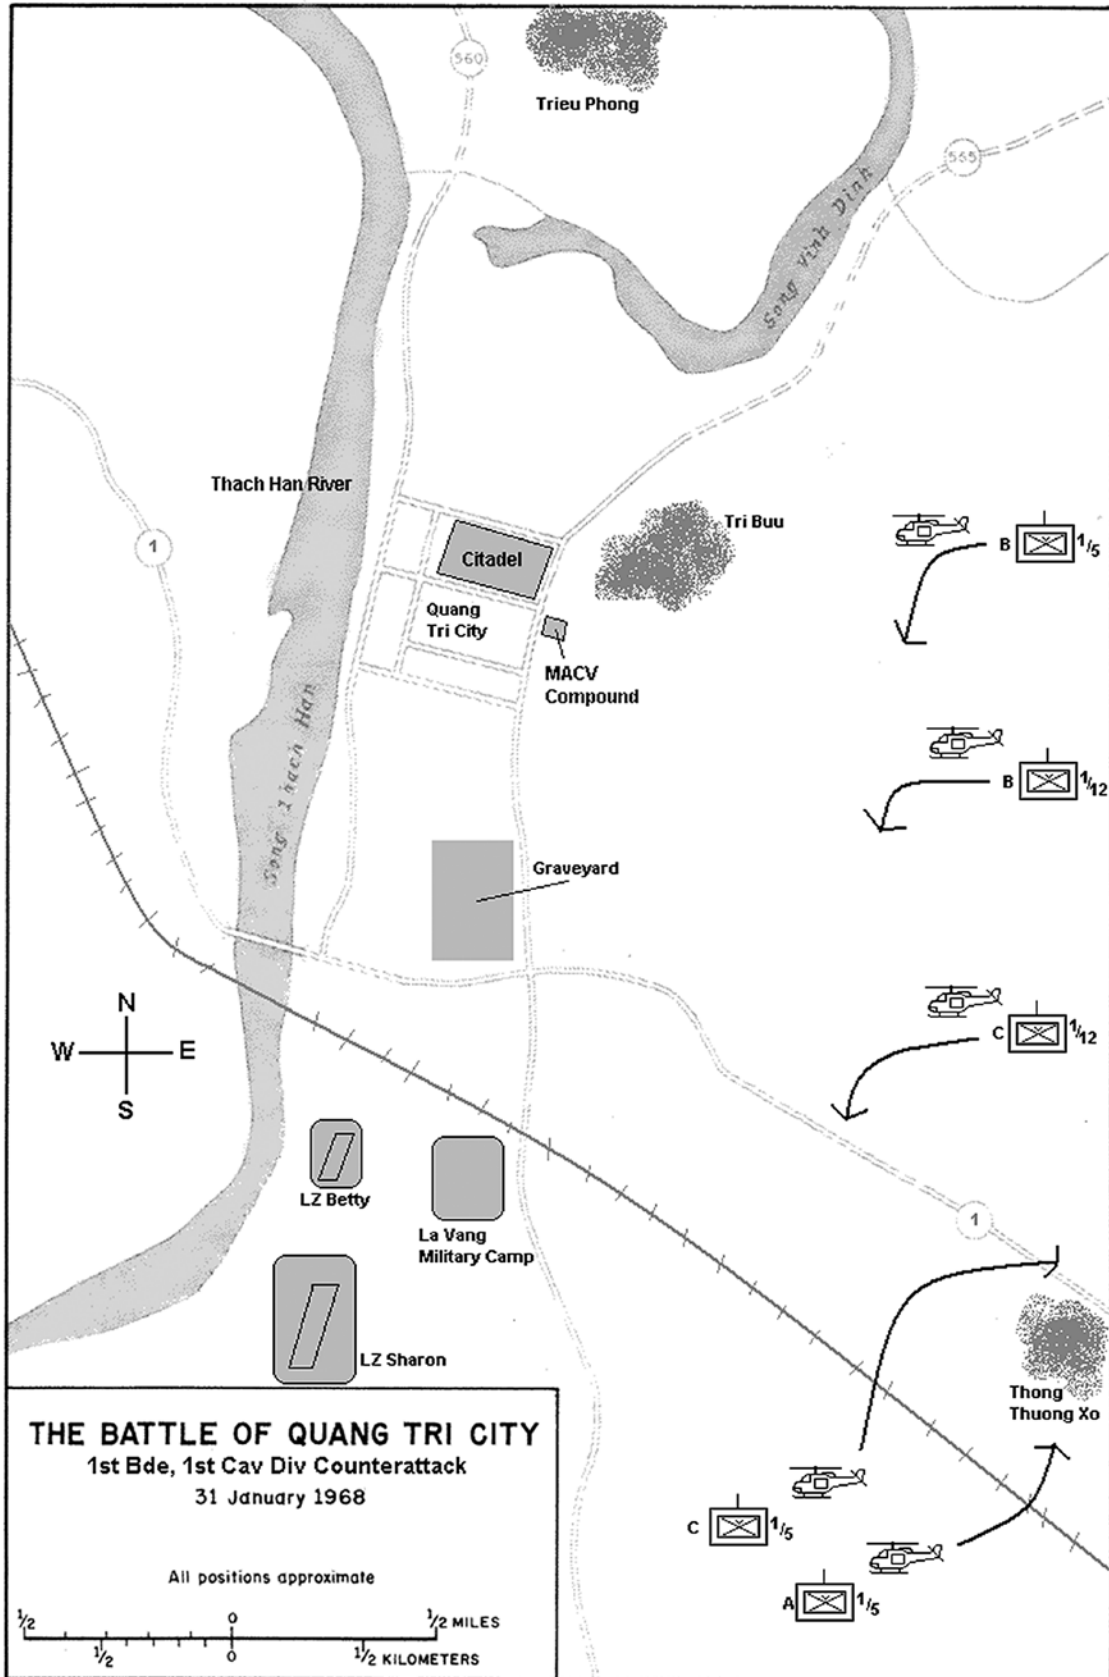 560
Trieu Phong
565
Song Vinh Dinh
Thach Han River
1
Citadel
Tri Buu
B 1/5
Quang
Tri City
MACV
Compound
Song Thach Han
B 1/12
Graveyard
N
W E
S
C 1/12
LZ Betty
La Vang
Military Camp
1
LZ Sharon
Thong
Thuong Xo
C 1/5
A 1/5
THE BATTLE OF QUANG TRI CITY
1st Bde, 1st Cav Div Counterattack
31 January 1968
All positions approximate
1/2 0 1/2 MILES
1/2 0 1/2 KILOMETERS